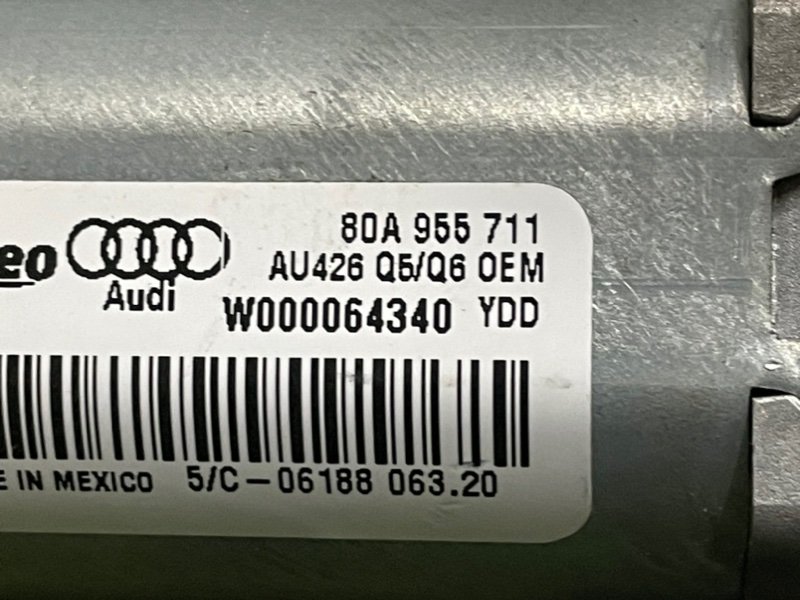 eo
80A 955 711
Audi
AU426 Q5/Q6 OEM
W000064340 YDD
E IN MEXICO 5/C-06188 063.20